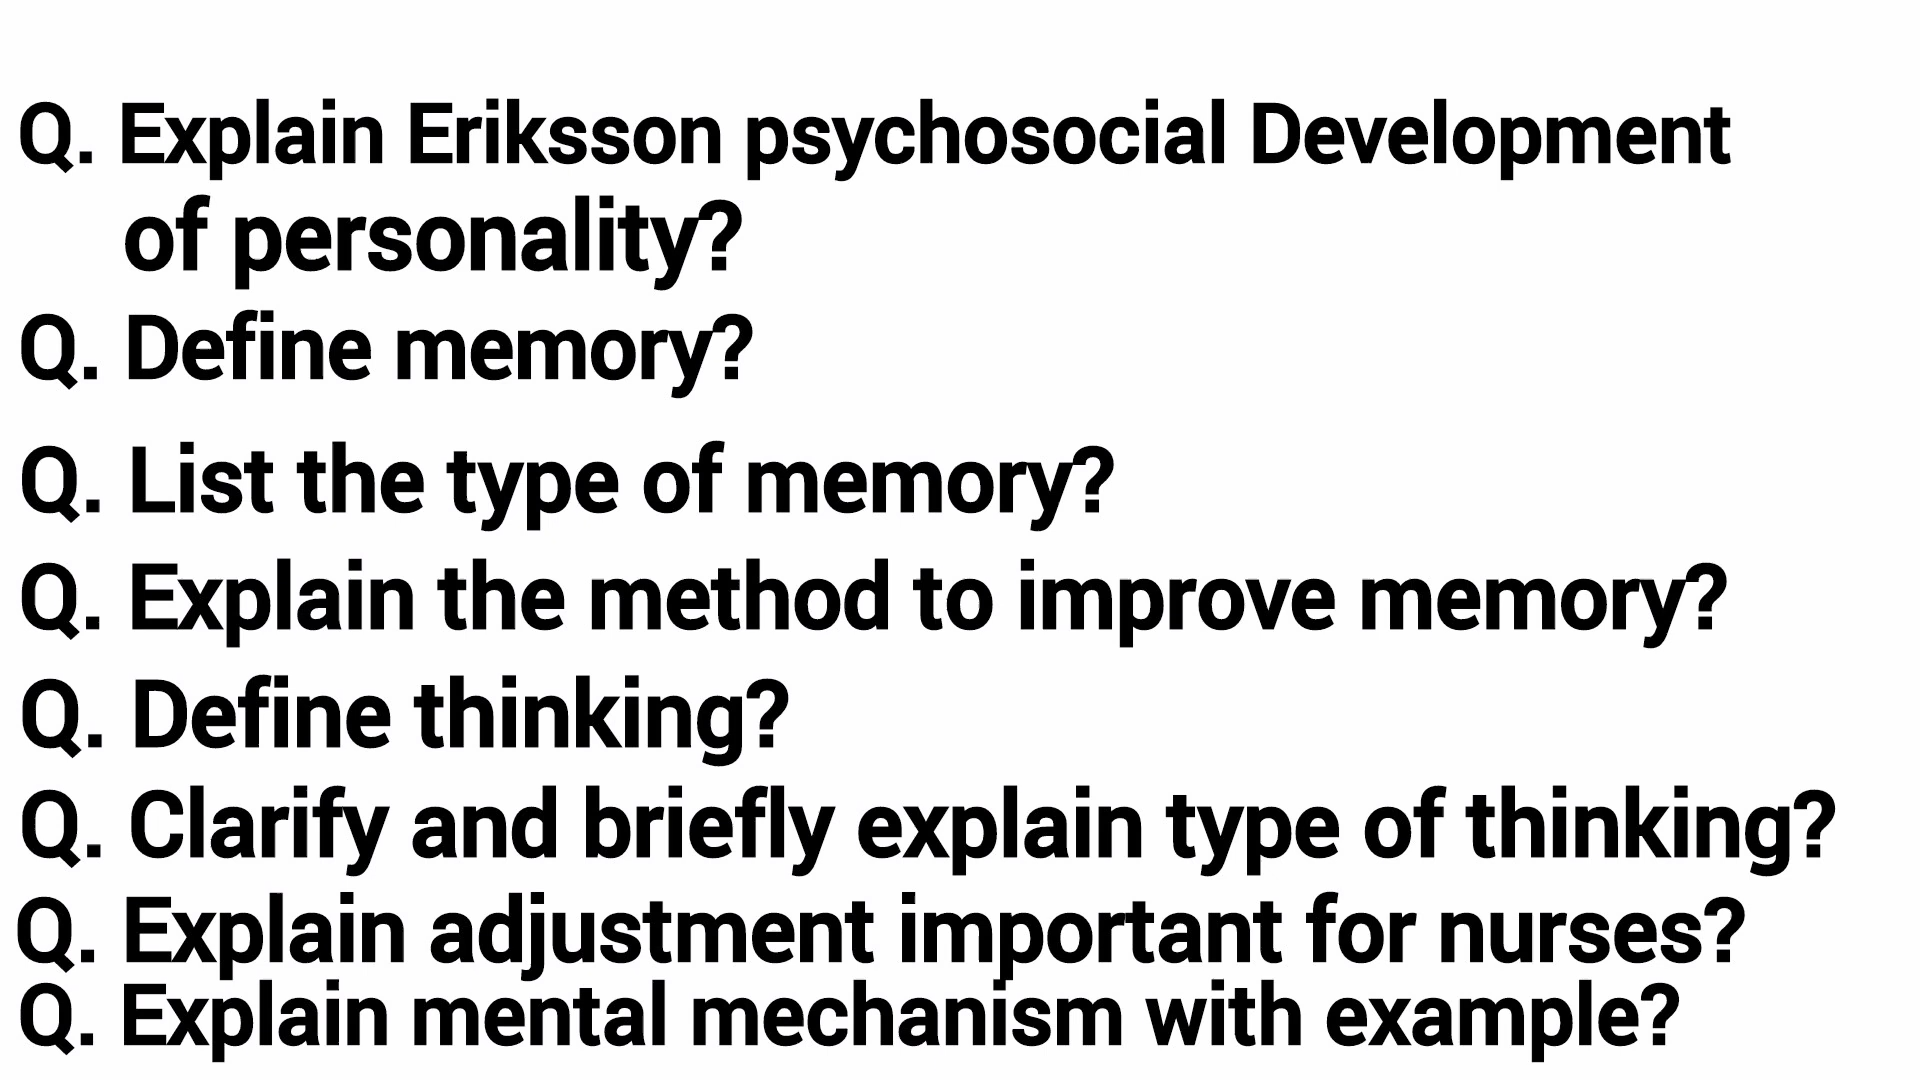 Q. Explain Eriksson psychosocial Development
of personality?
Q. Define memory?
Q. List the type of memory?
Q. Explain the method to improve memory?
Q. Define thinking?
Q. Clarify and briefly explain type of thinking?
Q. Explain adjustment important for nurses?
Q. Explain mental mechanism with example?